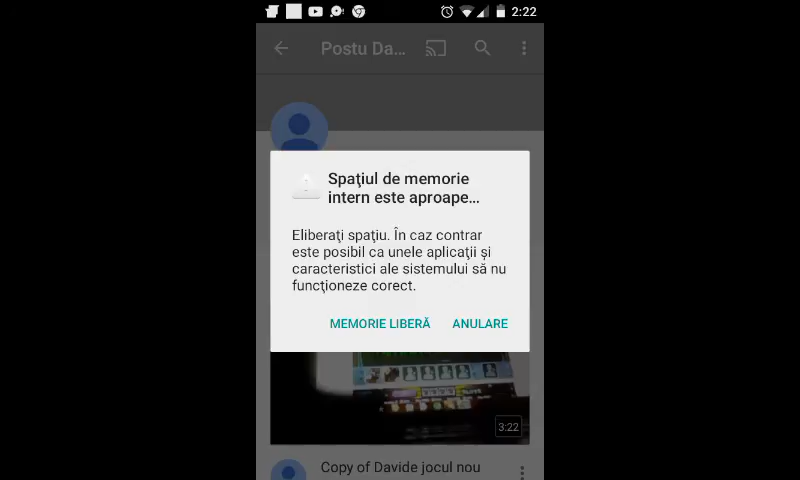 2:22
Postu Da...
Spaţiul de memorie
intern este aproape...
Eliberaţi spaţiu. În caz contrar
este posibil ca unele aplicaţii şi
caracteristici ale sistemului să nu
funcţioneze corect.
MEMORIE LIBERĂ ANULARE
3:22
Copy of Davide jocul nou